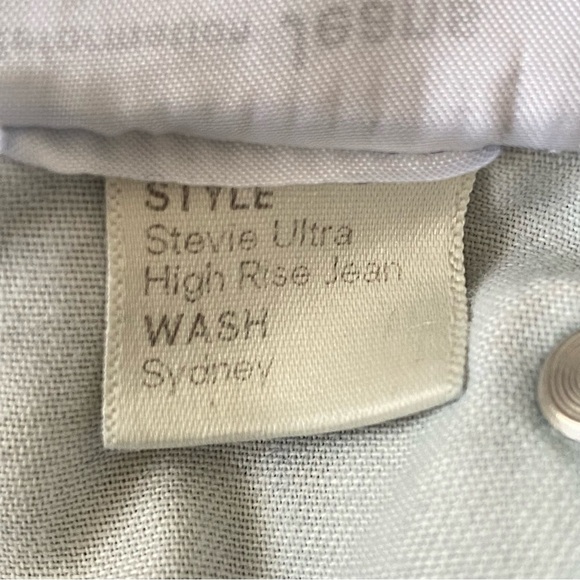 STYLE
Stevie Ultra
High Rise Jean
WASH
Sydney